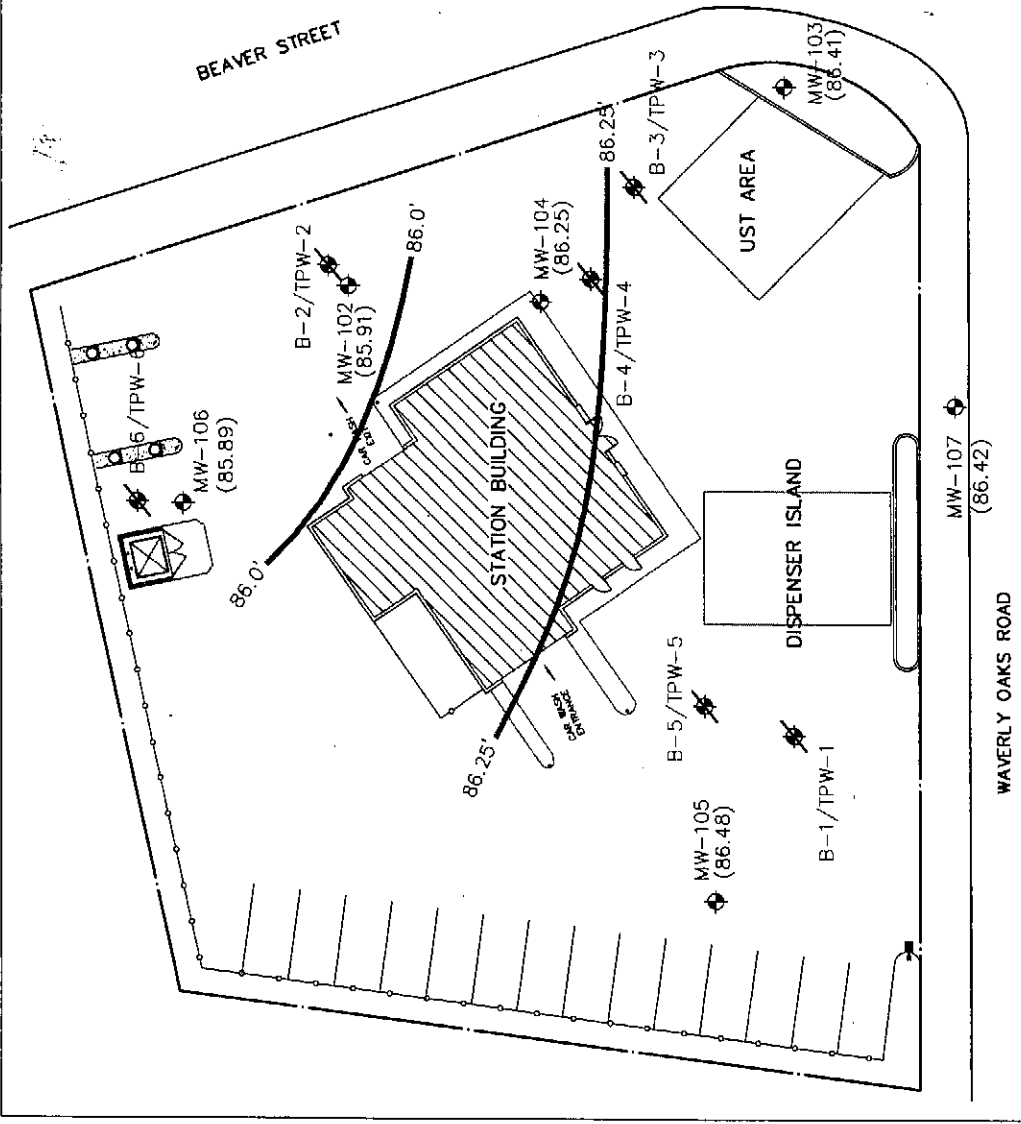 BEAVER STREET
MW-103
(86.41)
B-3/TPW-3
86.25'
UST AREA
B-2/TPW-2
86.0'
MW-104
(86.25)
MW-102
(85.91)
B-4/TPW-4
CAR WASH
EXIT
MW-106
(85.89)
STATION BUILDING
86.0'
MW-107
(86.42)
DISPENSER ISLAND
CAR WASH
ENTRANCE
86.25'
B-5/TPW-5
WAVERLY OAKS ROAD
B-1/TPW-1
MW-105
(86.48)